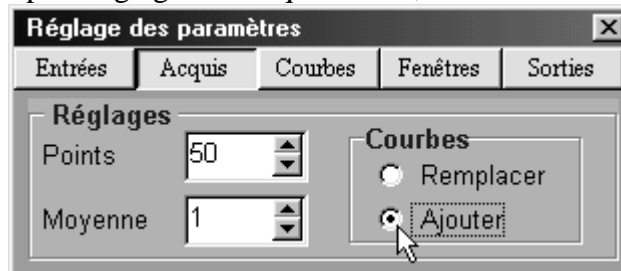 Réglage des paramètres
Entrées Acquis Courbes Fenêtres Sorties
Réglages
Points 50
Moyenne 1
Courbes
Remplacer
Ajouter